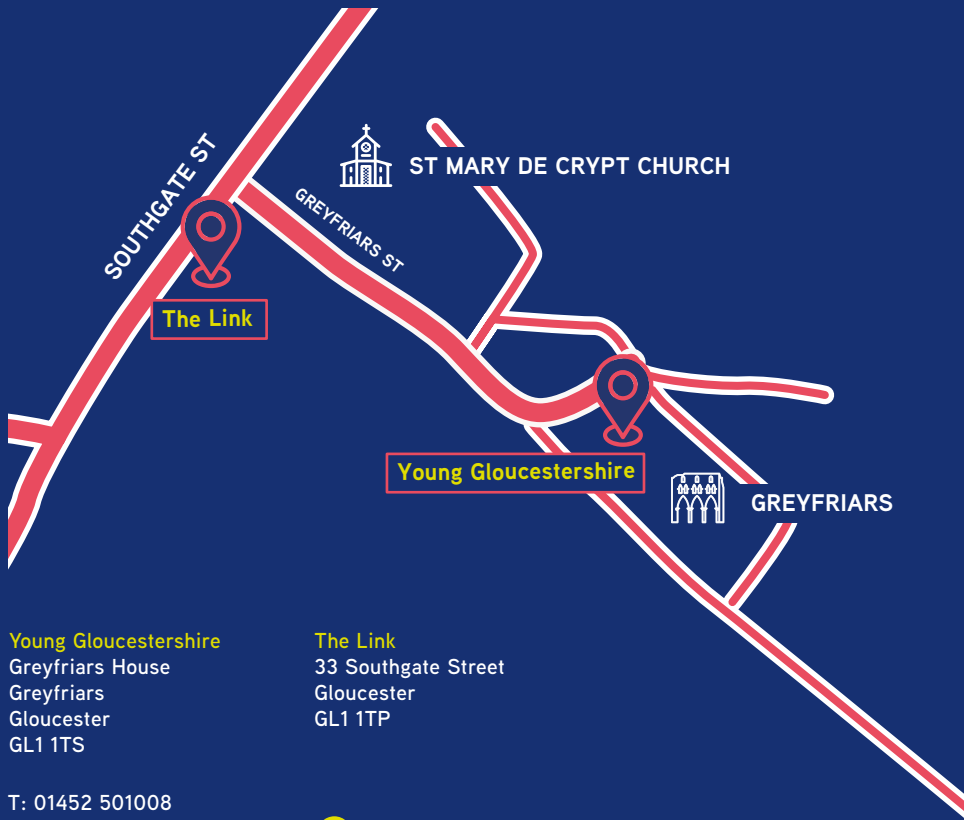 SOUTHGATE ST
ST MARY DE CRYPT CHURCH
GREYFRIARS ST
The Link
Young Gloucestershire
GREYFRIARS
Young Gloucestershire
Greyfriars House
Greyfriars
Gloucester
GL1 1TS
T: 01452 501008
The Link
33 Southgate Street
Gloucester
GL1 1TP